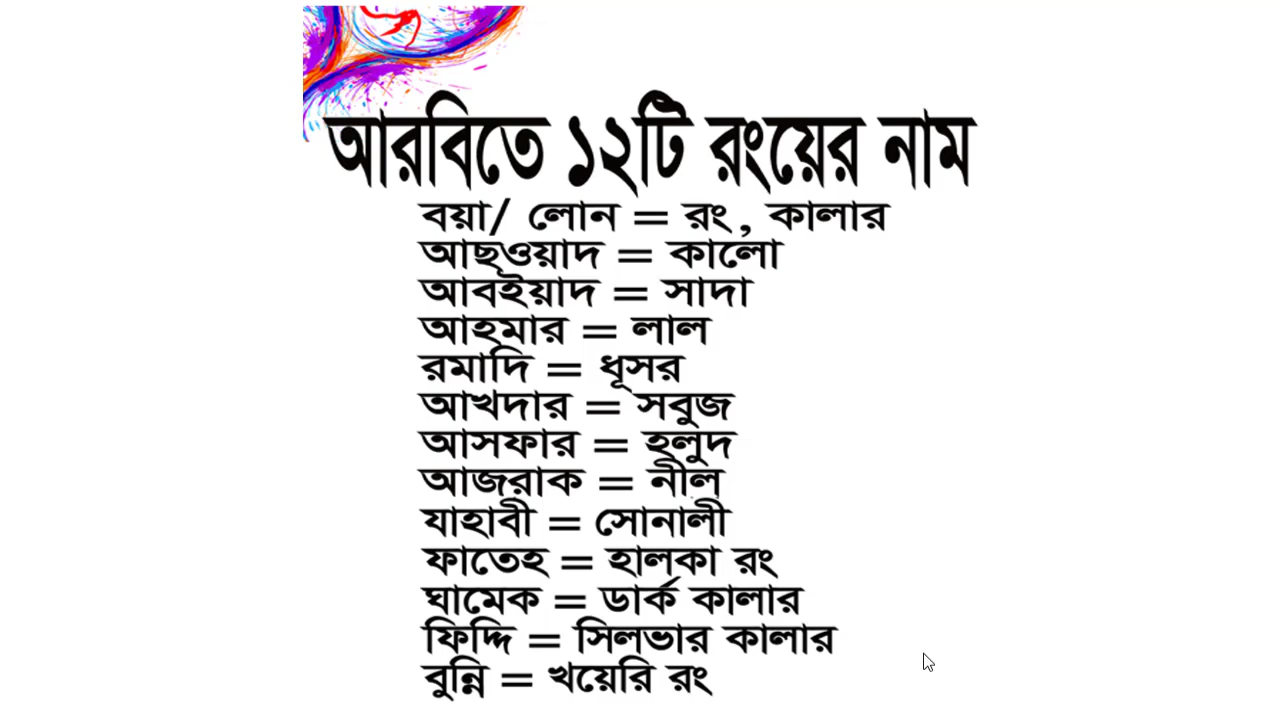 আরবিতে ১২টি রংয়ের নাম
বয়া/ লোন = রং, কালার
আছওয়াদ = কালো
আবইয়াদ = সাদা
আহমার = লাল
রমাদি = ধূসর
আখদার = সবুজ
আসফার = হলুদ
আজরাক = নীল
যাহাবী = সোনালী
ফাতেহ = হালকা রং
ঘামেক = ডার্ক কালার
ফিদ্দি = সিলভার কালার
বুন্নি = খয়েরি রং